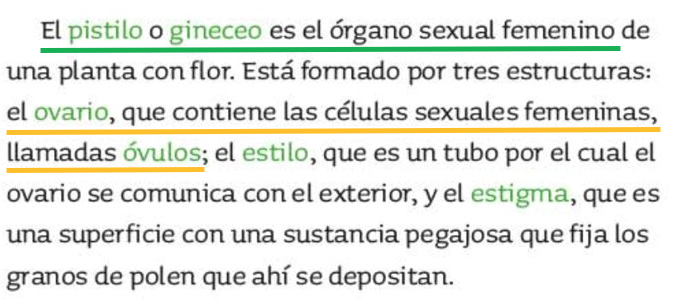 El pistilo o gineceo es el órgano sexual femenino de
una planta con flor. Está formado por tres estructuras:
el ovario, que contiene las células sexuales femeninas,
llamadas óvulos; el estilo, que es un tubo por el cual el
ovario se comunica con el exterior, y el estigma, que es
una superficie con una sustancia pegajosa que fija los
granos de polen que ahí se depositan.